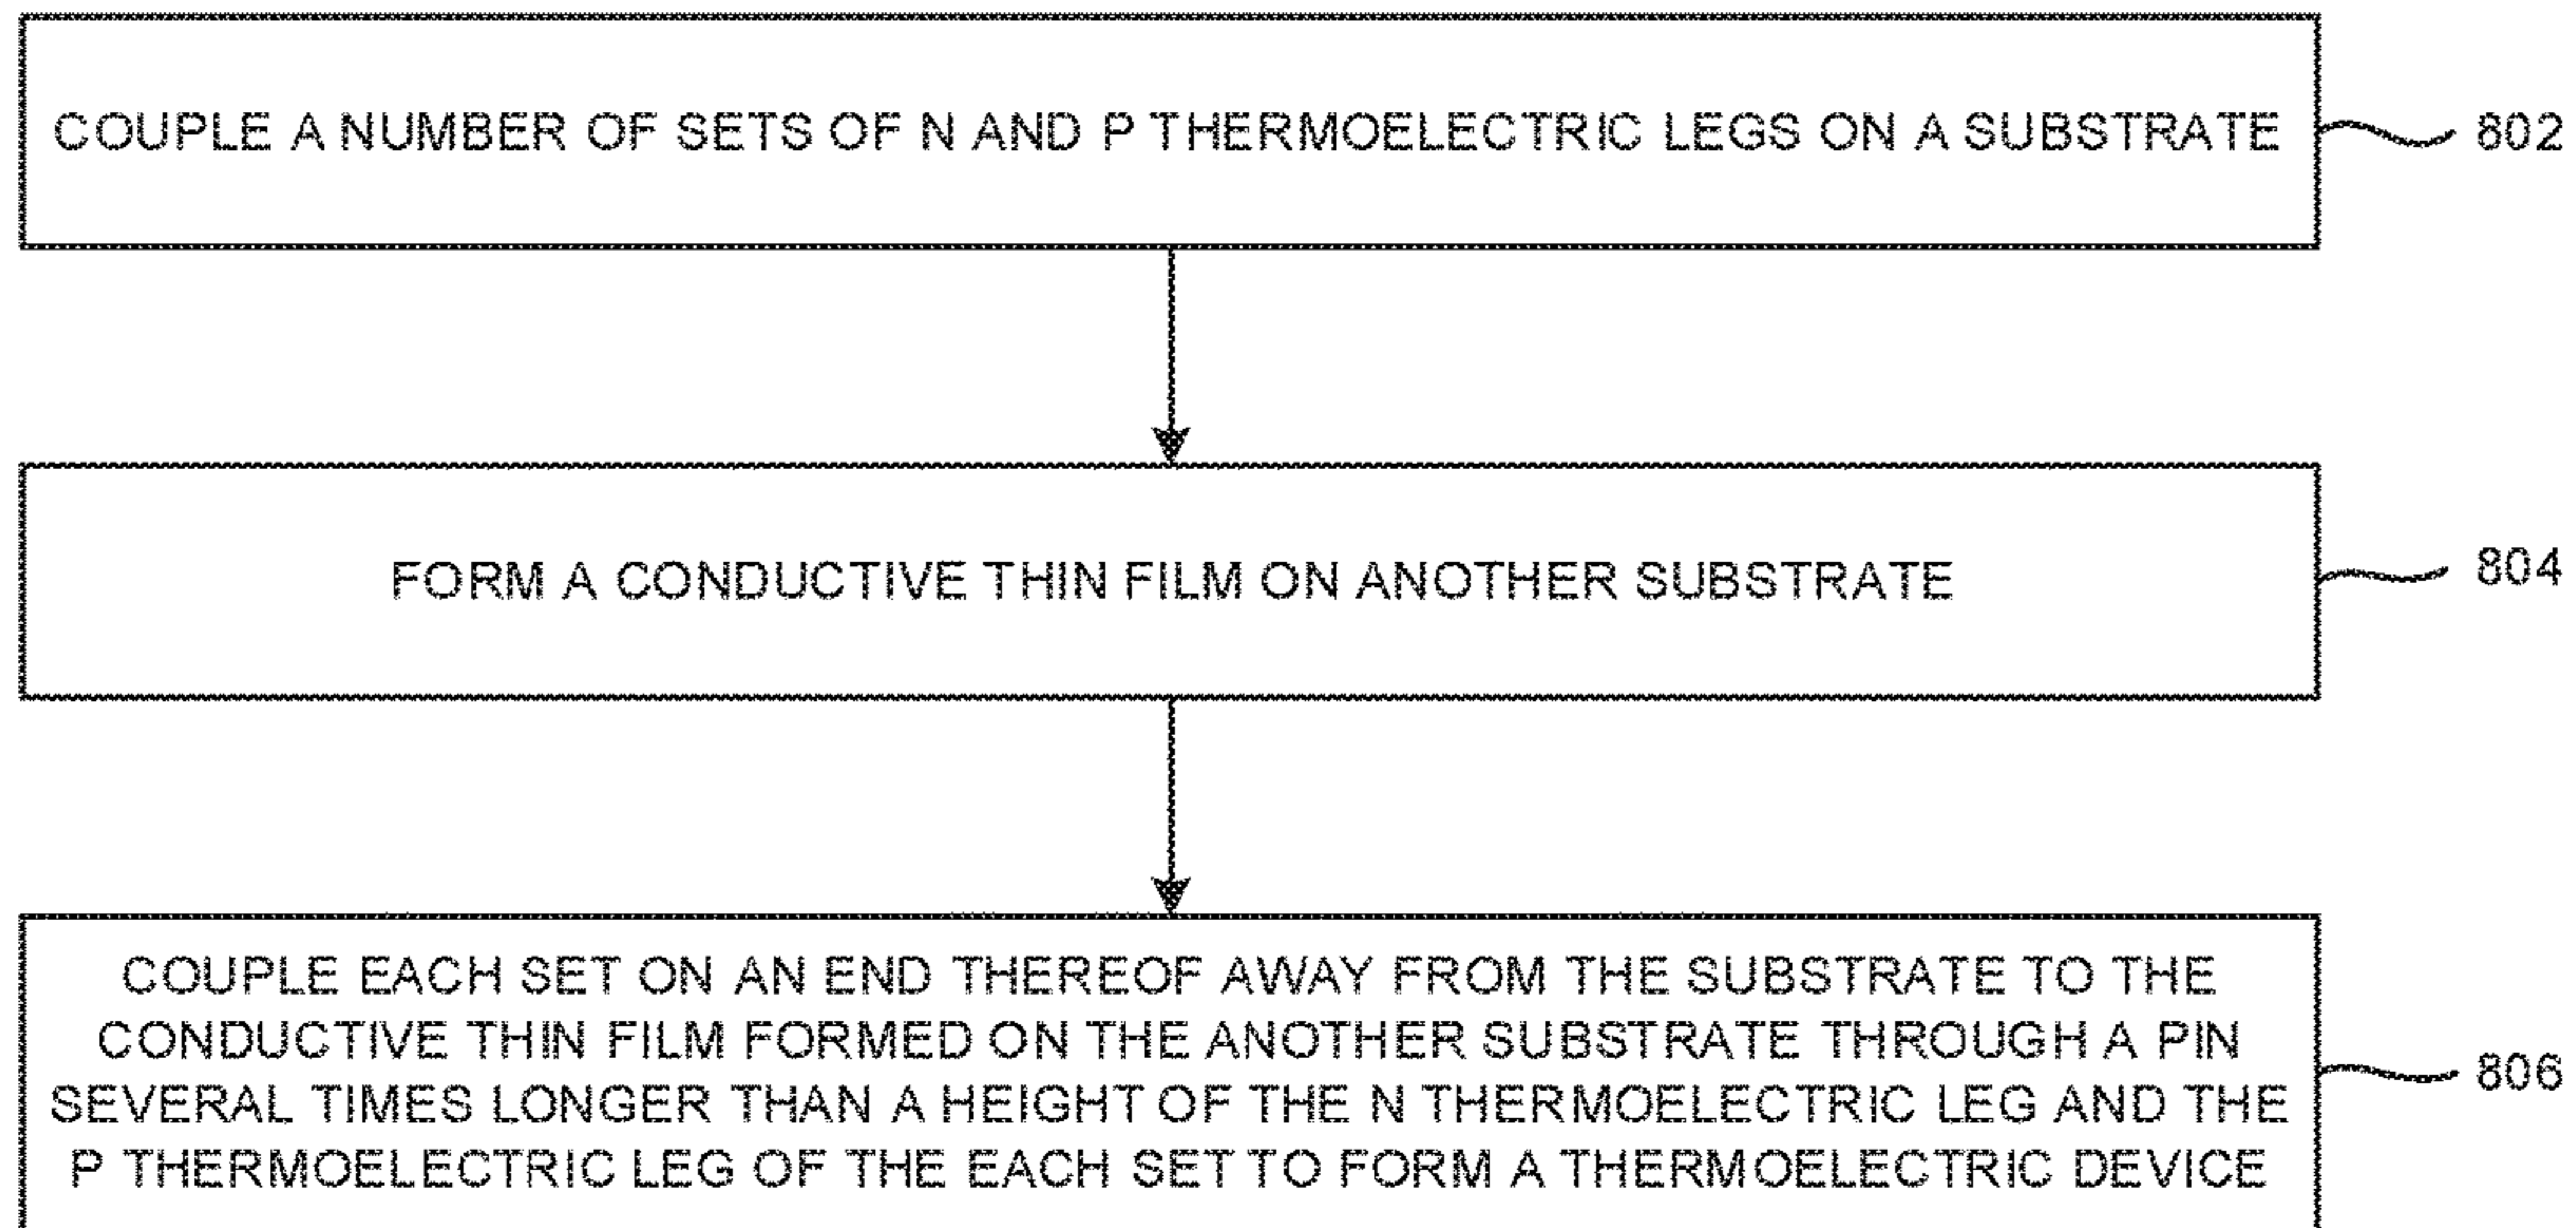 COUPLE A NUMBER OF SETS OF N AND P THERMOELECTRIC LEGS ON A SUBSTRATE
802
FORM A CONDUCTIVE THIN FILM ON ANOTHER SUBSTRATE
804
COUPLE EACH SET ON AN END THEREOF AWAY FROM THE SUBSTRATE TO THE
CONDUCTIVE THIN FILM FORMED ON THE ANOTHER SUBSTRATE THROUGH A PIN
SEVERAL TIMES LONGER THAN A HEIGHT OF THE N THERMOELECTRIC LEG AND THE
P THERMOELECTRIC LEG OF THE EACH SET TO FORM A THERMOELECTRIC DEVICE
806